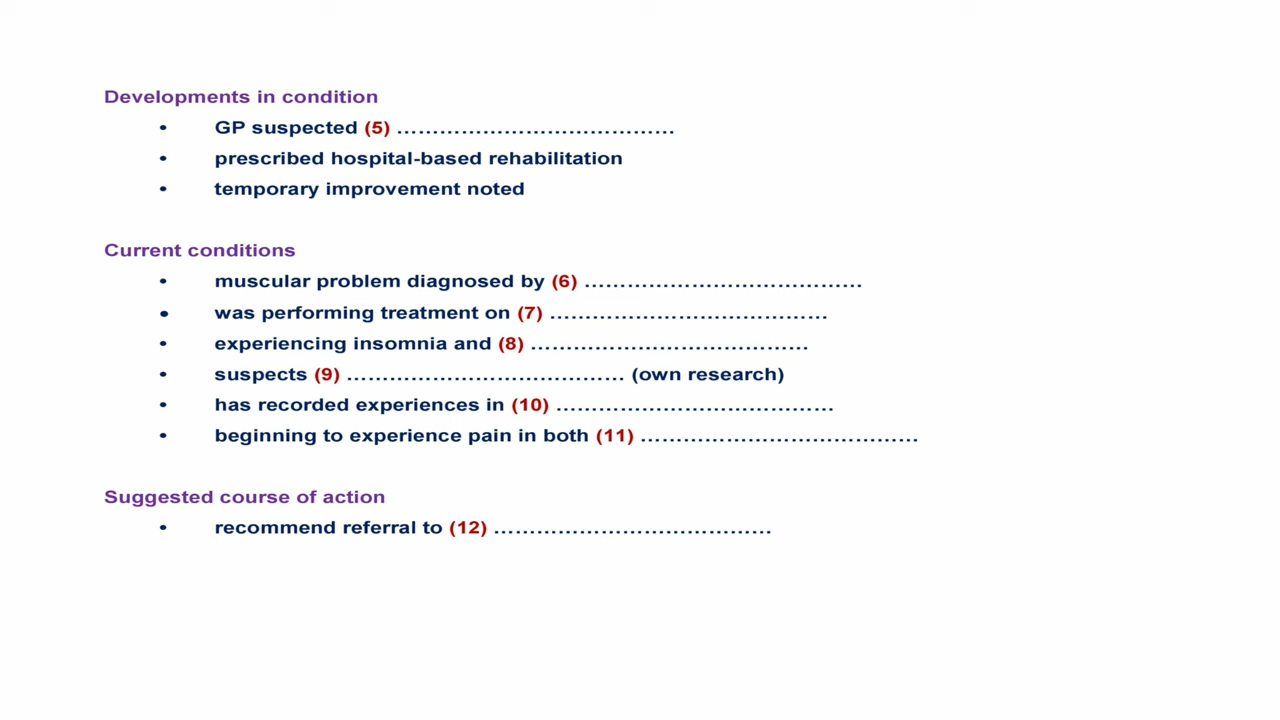 Developments in condition
• GP suspected (5) ……………………………………
• prescribed hospital-based rehabilitation
• temporary improvement noted
Current conditions
• muscular problem diagnosed by (6) …………………………………
• was performing treatment on (7) …………………………………
• experiencing insomnia and (8) …………………………………
• suspects (9) ………………………………… (own research)
• has recorded experiences in (10) …………………………………
• beginning to experience pain in both (11) …………………………………
Suggested course of action
• recommend referral to (12) …………………………………